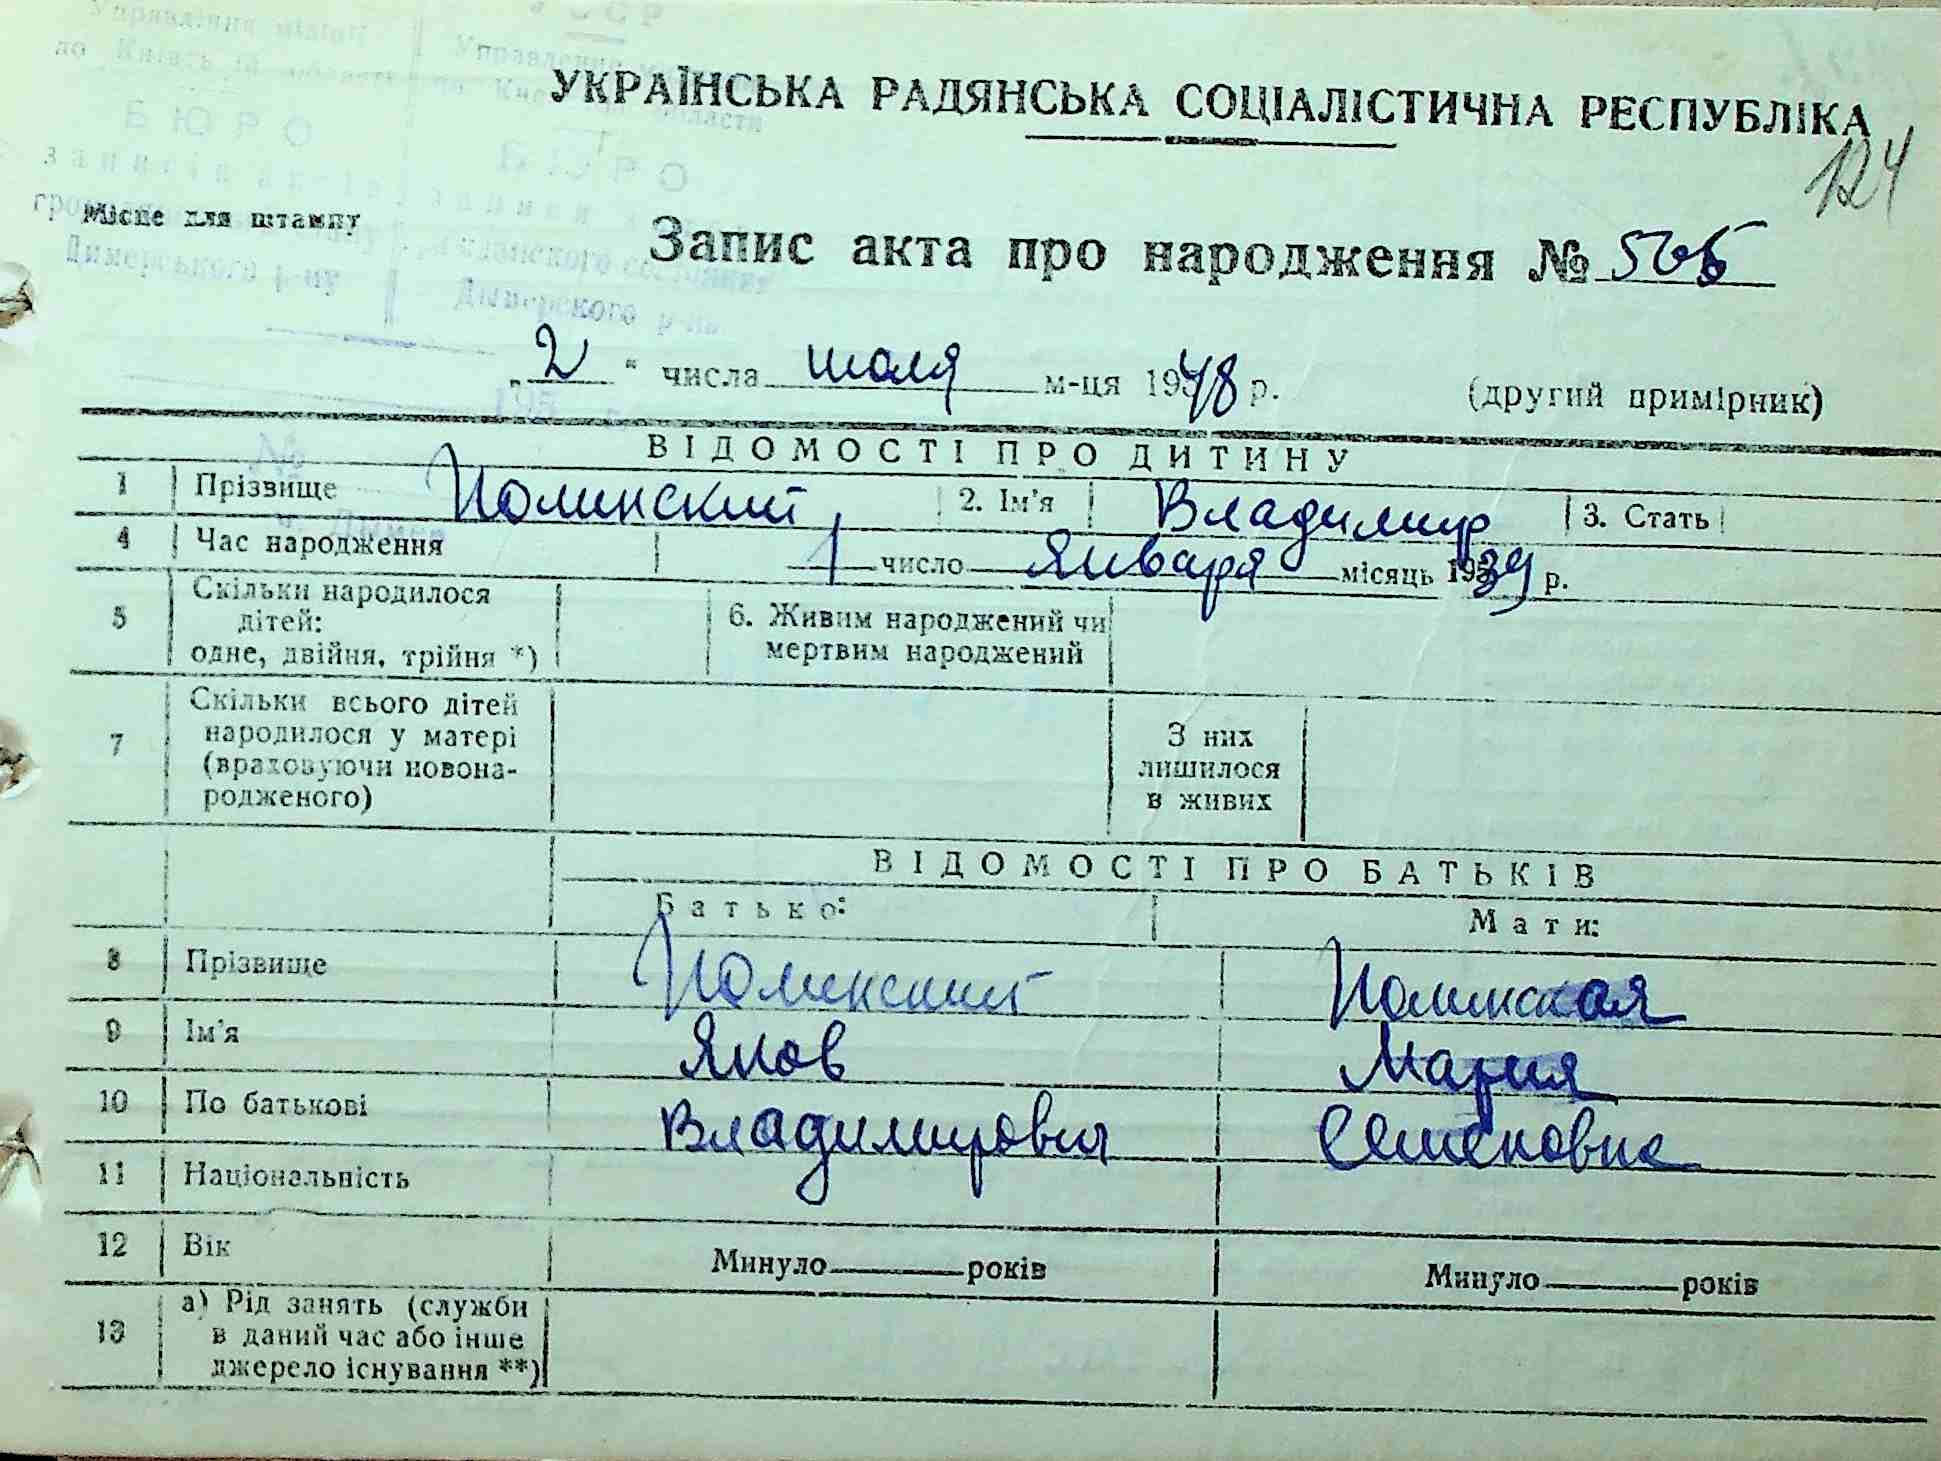 УКРАЇНСЬКА РАДЯНСЬКА СОЦІАЛІСТИЧНА РЕСПУБЛІКА
124
Місце для штампу
Запис акта про народження №
„ 2 “ числа июля м-ця 1948 р. (другий примірник)
ВІДОМОСТІ ПРО ДИТИНУ
1 Прізвище Полинский 2. Ім'я Владимир 3. Стать
4 Час народження 1 число Января місяць 1939 р.
5 Скільки народилося дітей: одне, двійня, трійня *) 6. Живим народжений чи мертвим народжений
7 Скільки всього дітей народилося у матері (враховуючи новонародженого) З них лишилося в живих
ВІДОМОСТІ ПРО БАТЬКІВ
Батько: Мати:
8 Прізвище Полинский Полинская
9 Ім'я Яков Мария
10 По батькові Владимирович Семеновна
11 Національність
12 Вік Минуло років Минуло років
13 а) Рід занять (служби в даний час або інше джерело існування **)